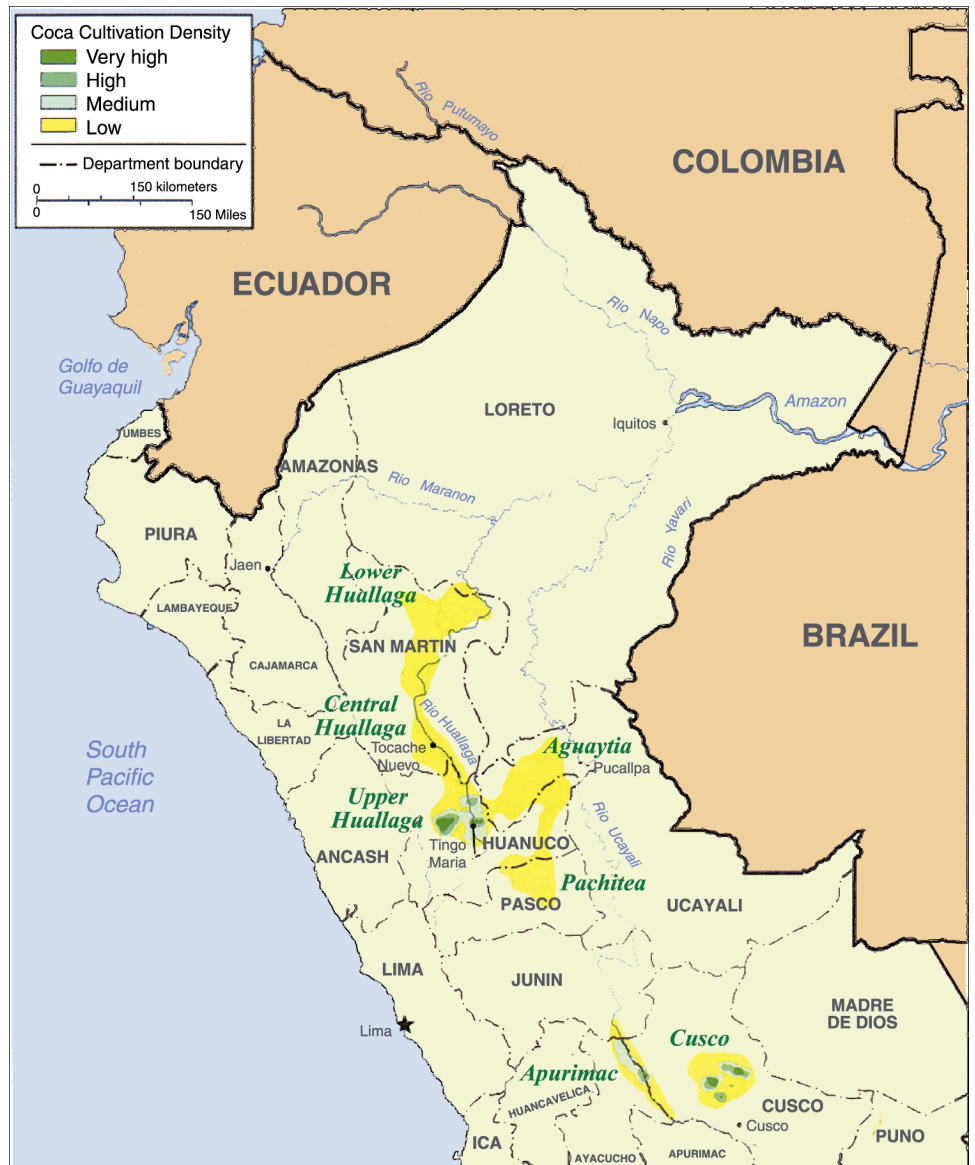 Coca Cultivation Density
Very high
High
Medium
Low
Department boundary
0 150 kilometers
0 150 Miles
Rio Putumayo
COLOMBIA
ECUADOR
Rio Napo
Golfo de
Guayaquil
LORETO
Amazon
Iquitos
TUMBES
AMAZONAS
Rio Maranon
Rio Yavari
PIURA
Jaen
Lower
Huallaga
LAMBAYEQUE
BRAZIL
SAN MARTIN
CAJAMARCA
Central
Huallaga
Rio Huallaga
LA
LIBERTAD
South
Pacific
Ocean
Tocache
Nuevo
Aguaytia
Pucallpa
Upper
Huallaga
Rio Ucayali
Tingo
Maria
HUANUCO
ANCASH
Pachitea
PASCO
UCAYALI
LIMA
JUNIN
MADRE
DE DIOS
Lima
Cusco
Apurimac
HUANCAVELICA
CUSCO
Cusco
ICA
PUNO
AYACUCHO
APURIMAC